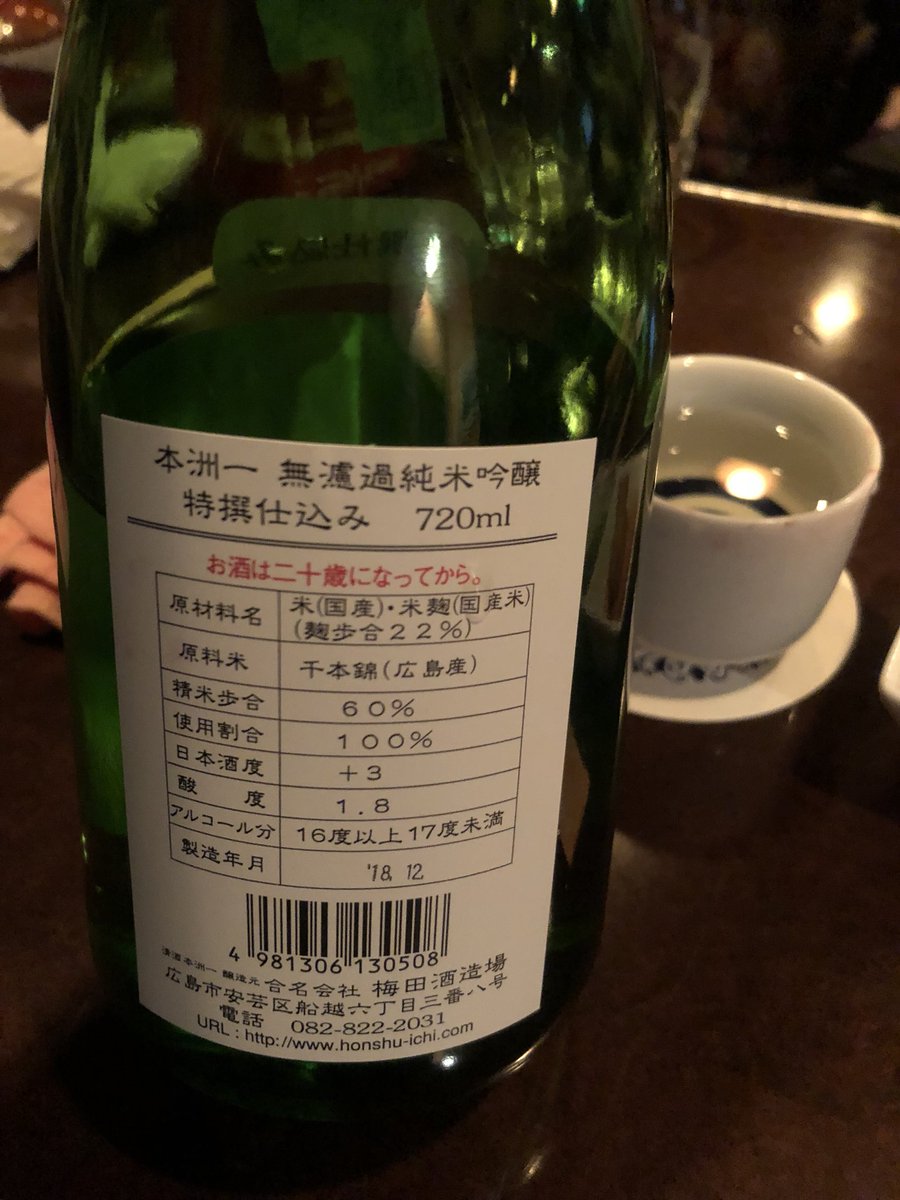 本洲一 無濾過純米吟醸
特撰仕込み 720ml
お酒は二十歳になってから。
原材料名 米(国産)・米麹(国産米)
(麹歩合22%)
原料米 千本錦(広島産)
精米歩合 60%
使用割合 100%
日本酒度 +3
酸度 1.8
アルコール分 16度以上17度未満
製造年月 '18.12.
4 981306 130508
清酒 本洲一 醸造元 合名会社 梅田酒造場
広島市安芸区船越六丁目三番八号
電話 082-822-2031
URL : http://www.honshu-ichi.com